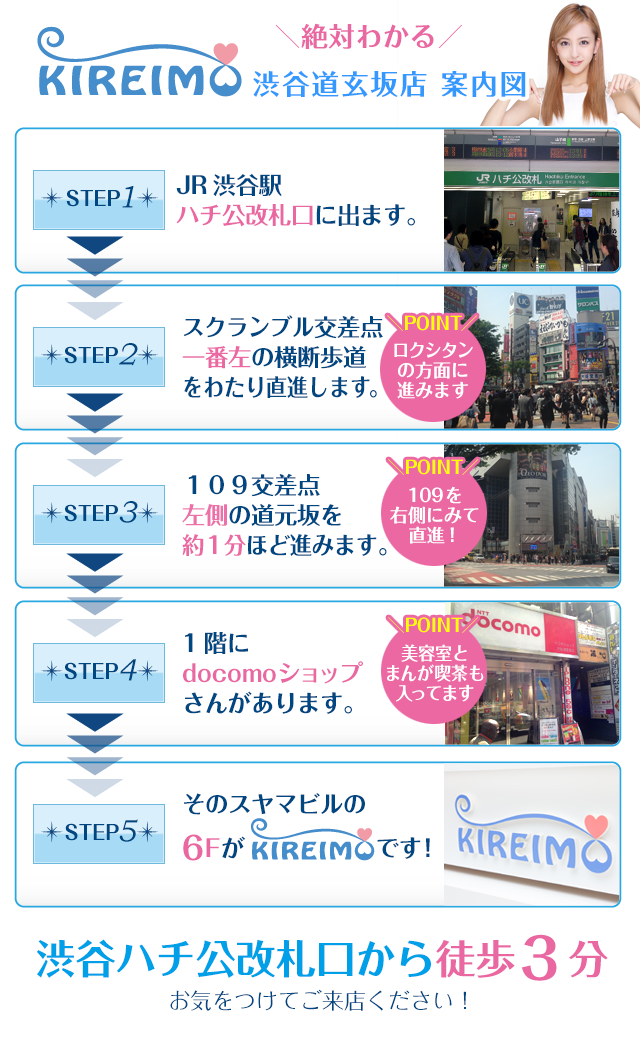 ＼絶対わかる／
KIREIMO 渋谷道玄坂店 案内図
STEP1
JR渋谷駅
ハチ公改札口に出ます。
JR ハチ公改札 Hachiko Entrance
STEP2
スクランブル交差点
一番左の横断歩道
をわたり直進します。
POINT
ロクシタン
の方面に
進みます
STEP3
１０９交差点
左側の道元坂を
約１分ほど進みます。
POINT
109を
右側にみて
直進！
STEP4
１階に
docomoショップ
さんがあります。
POINT
美容室と
まんが喫茶も
入ってます
NTT
docomo
STEP5
そのスヤマビルの
6Fが KIREIMO です！
KIREIMO
渋谷ハチ公改札口から徒歩３分
お気をつけてご来店ください！